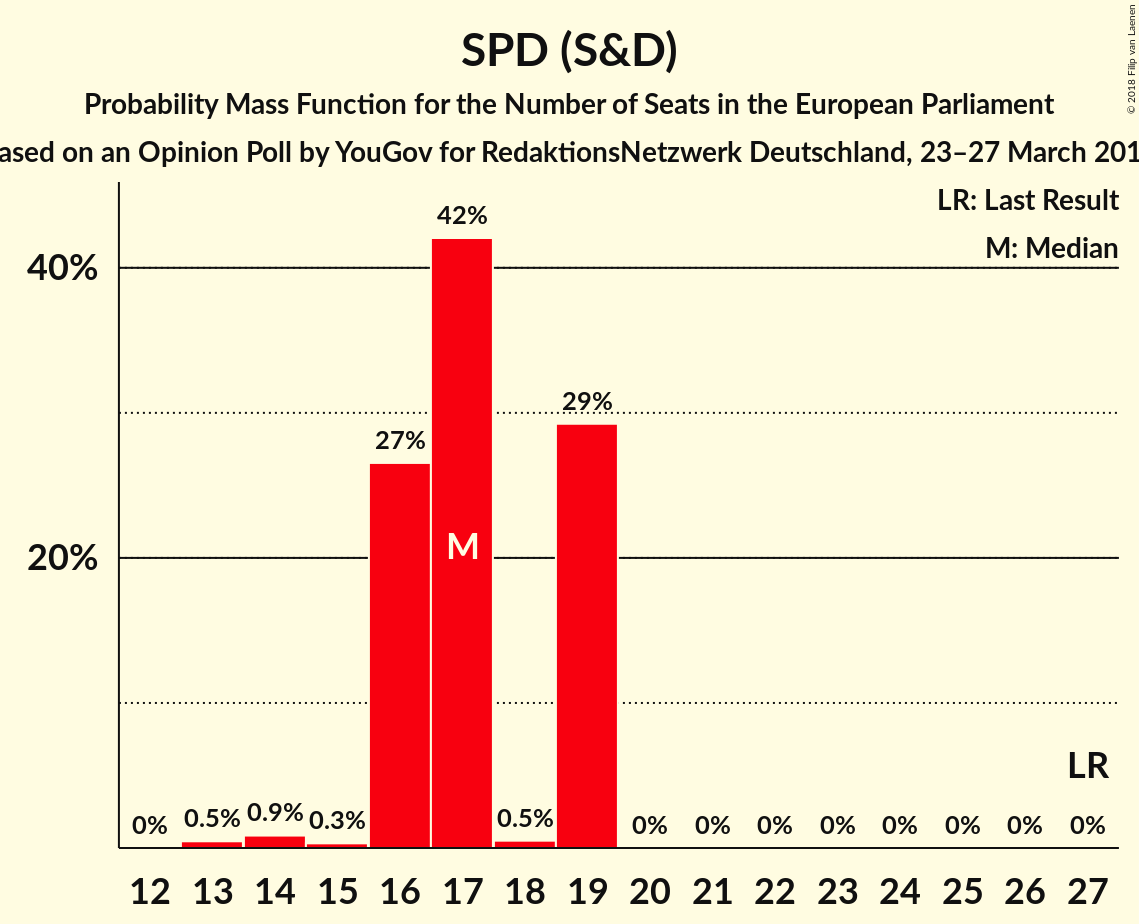 SPD (S&D)
Probability Mass Function for the Number of Seats in the European Parliament
ased on an Opinion Poll by YouGov for RedaktionsNetzwerk Deutschland, 23–27 March 201
© 2018 Filip van Laenen
LR: Last Result
M: Median
40%
20%
0%
0.5%
0.9%
0.3%
27%
42%
M
0.5%
29%
0%
0%
0%
0%
0%
0%
0%
LR
0%
12 13 14 15 16 17 18 19 20 21 22 23 24 25 26 27